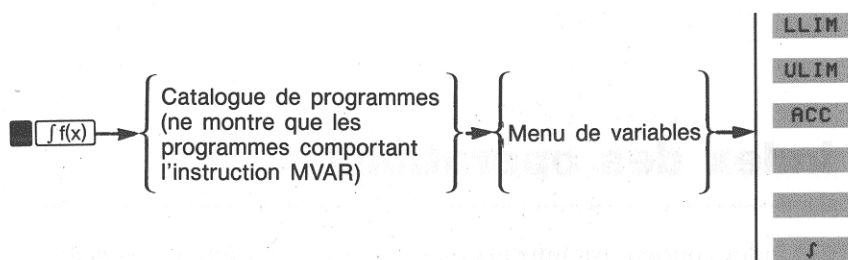 LLIM
ULIM
ACC
∫f(x)
Catalogue de programmes
(ne montre que les
programmes comportant
l'instruction MVAR)
Menu de variables
∫